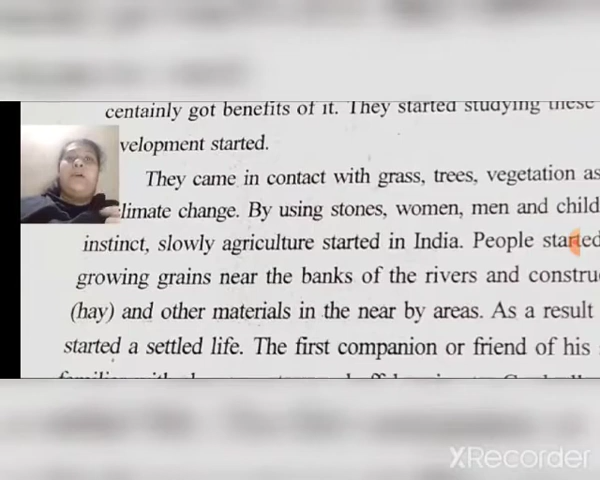 centainly got benefits of it. They started studying these
velopment started.
They came in contact with grass, trees, vegetation as
limate change. By using stones, women, men and child
instinct, slowly agriculture started in India. People started
growing grains near the banks of the rivers and constru
(hay) and other materials in the near by areas. As a result
started a settled life. The first companion or friend of his
XRecorder